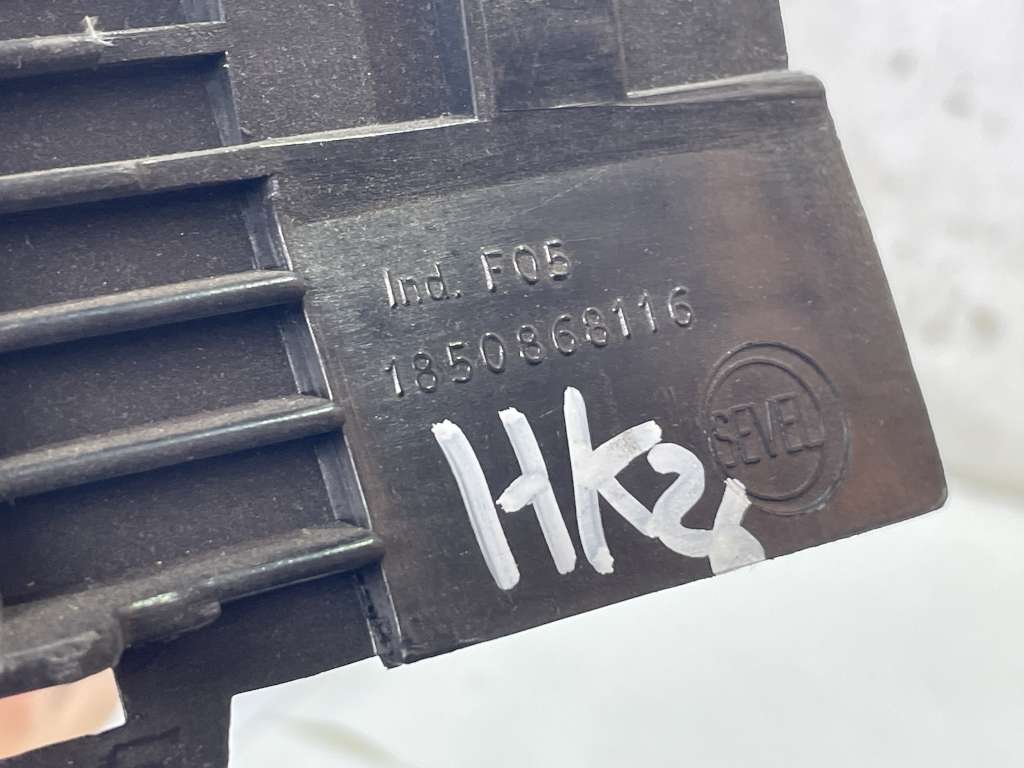 Ind. F05
1850868116
SEVEL
HK2